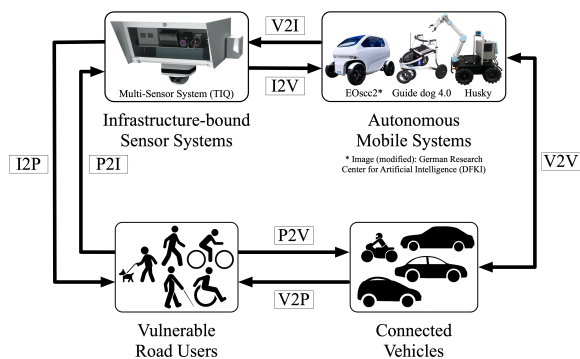 V2I
Multi-Sensor System (TIQ)
I2V
EOscc2*
Guide dog 4.0
Husky
Infrastructure-bound
Sensor Systems
Autonomous
Mobile Systems
* Image (modified): German Research
Center for Artificial Intelligence (DFKI)
I2P
P2I
V2V
P2V
V2P
Vulnerable
Road Users
Connected
Vehicles